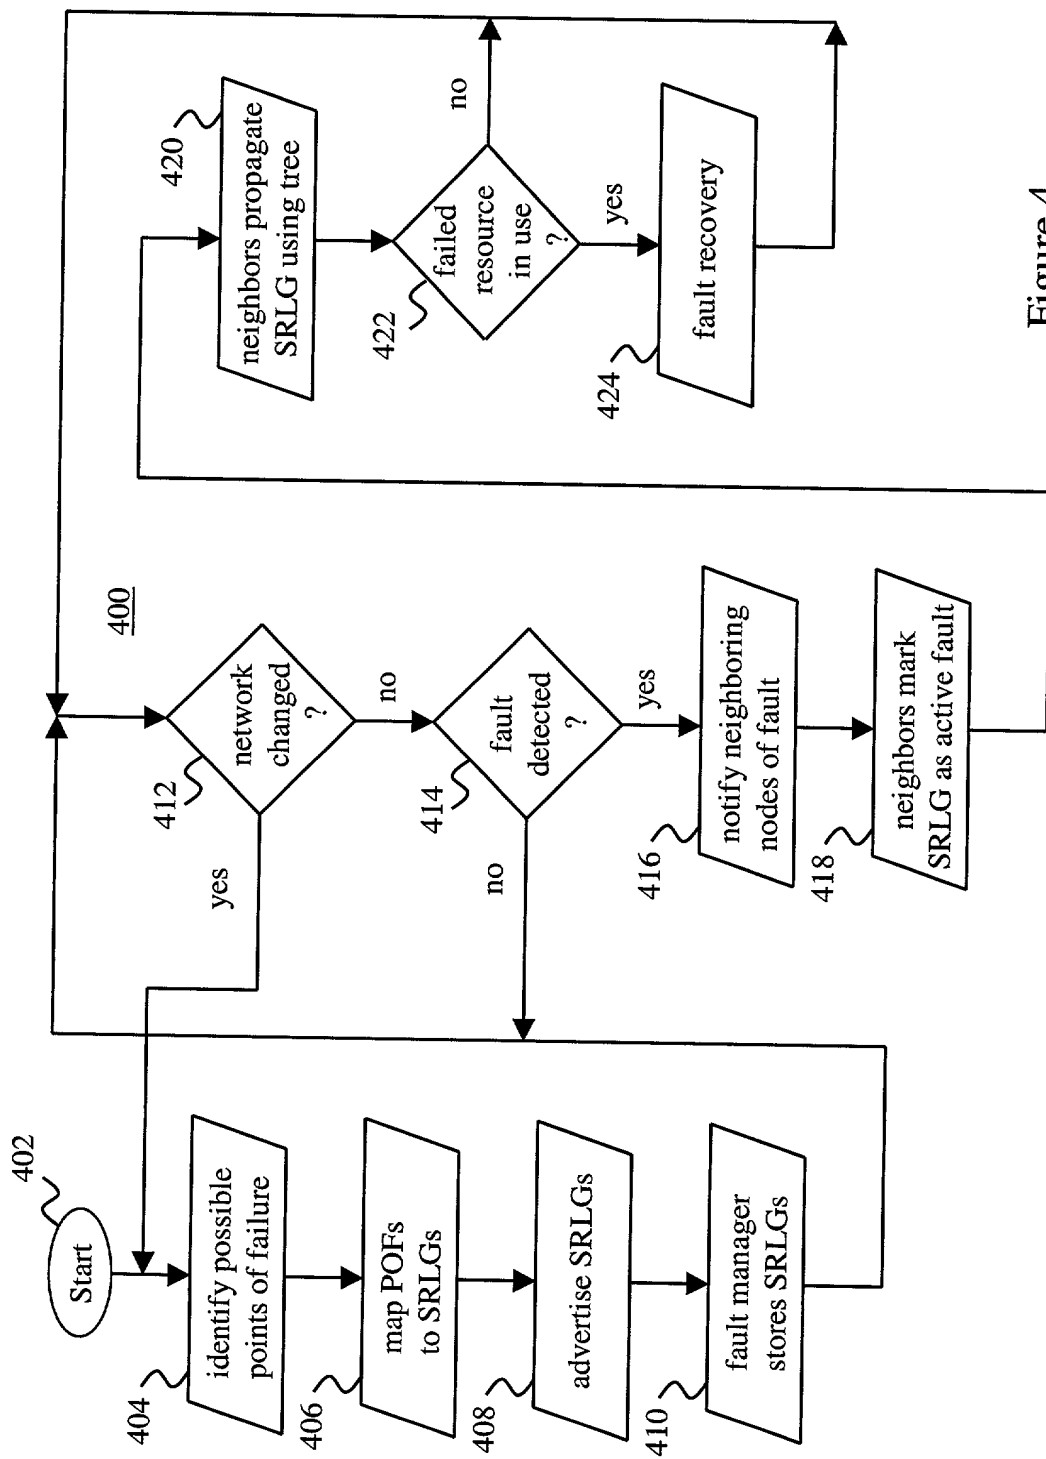 400
402
Start
404
identify possible
points of failure
406
map POFs
to SRLGs
408
advertise SRLGs
410
fault manager
stores SRLGs
412
network
changed
?
yes
no
414
fault
detected
?
no
yes
416
notify neighboring
nodes of fault
418
neighbors mark
SRLG as active fault
420
neighbors propagate
SRLG using tree
422
failed
resource
in use
?
no
yes
424
fault recovery
Figure 4